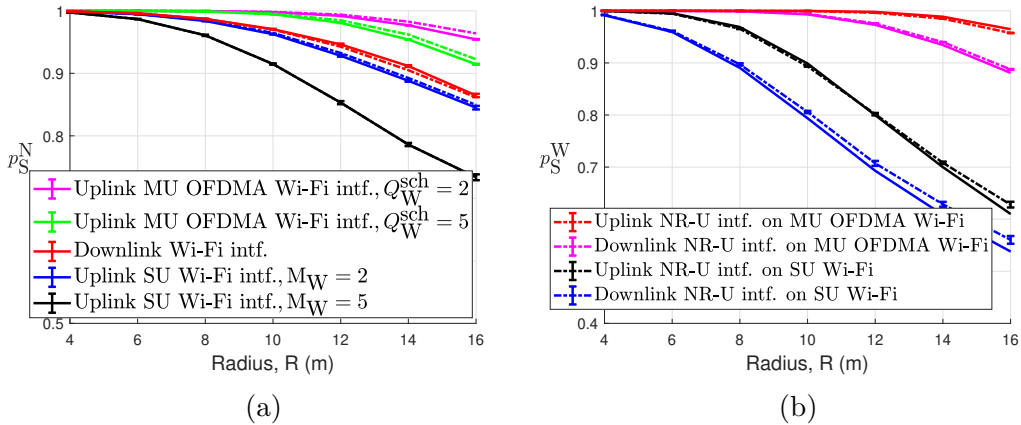 1
0.9
0.8
0.5
p_S^N
4 6 8 10 12 14 16
Radius, R (m)
Uplink MU OFDMA Wi-Fi intf., Q_W^sch = 2
Uplink MU OFDMA Wi-Fi intf., Q_W^sch = 5
Downlink Wi-Fi intf.
Uplink SU Wi-Fi intf., M_W = 2
Uplink SU Wi-Fi intf., M_W = 5
(a)
1
0.9
0.8
0.7
0.4
p_S^W
4 6 8 10 12 14 16
Radius, R (m)
Uplink NR-U intf. on MU OFDMA Wi-Fi
Downlink NR-U intf. on MU OFDMA Wi-Fi
Uplink NR-U intf. on SU Wi-Fi
Downlink NR-U intf. on SU Wi-Fi
(b)